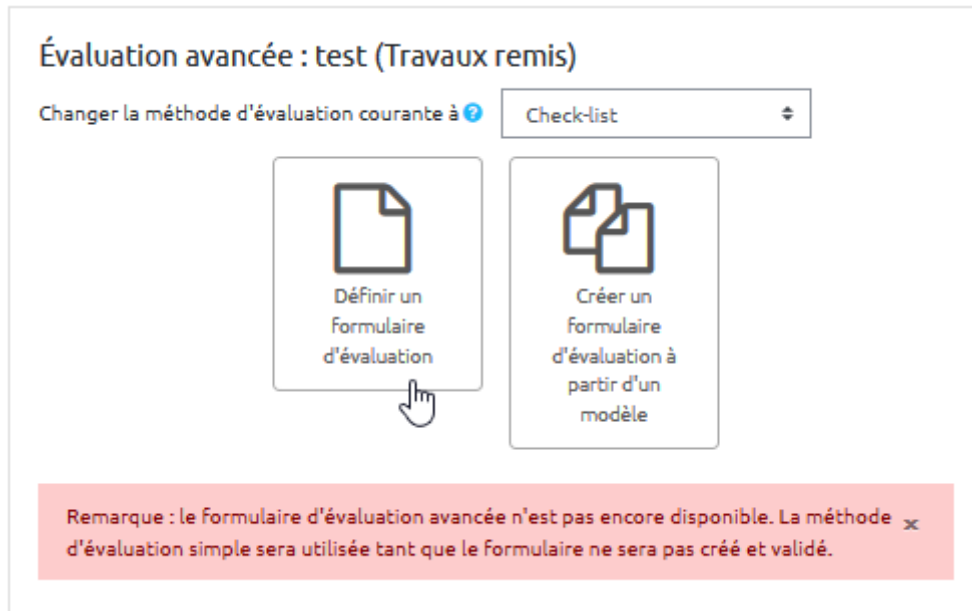 Évaluation avancée : test (Travaux remis)
Changer la méthode d'évaluation courante à
Check-list
Définir un
formulaire
d'évaluation
Créer un
formulaire
d'évaluation à
partir d'un
modèle
Remarque : le formulaire d'évaluation avancée n'est pas encore disponible. La méthode
d'évaluation simple sera utilisée tant que le formulaire ne sera pas créé et validé.